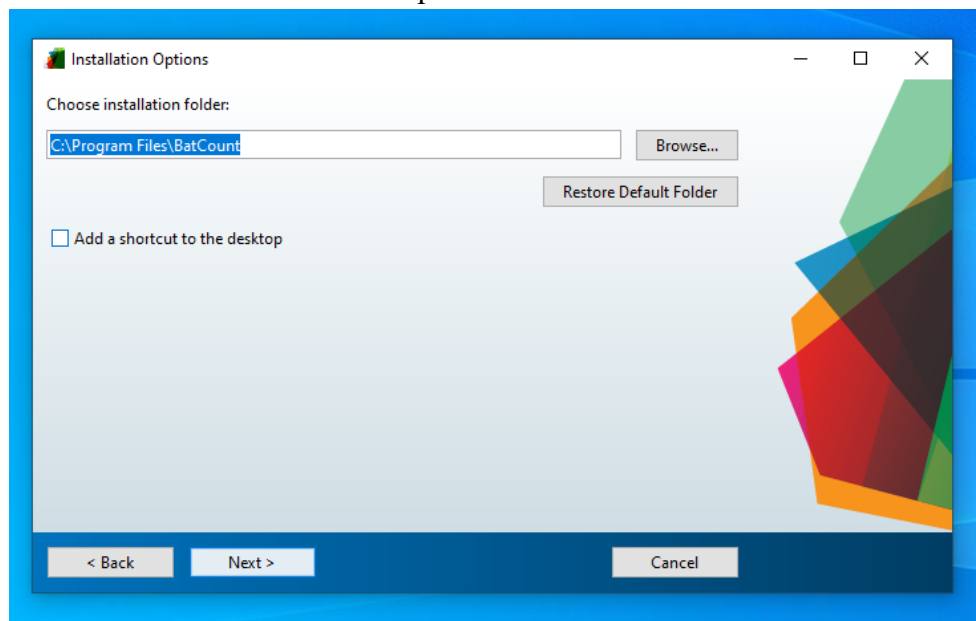 Installation Options
Choose installation folder:
C:\Program Files\BatCount
Browse...
Restore Default Folder
Add a shortcut to the desktop
< Back Next > Cancel